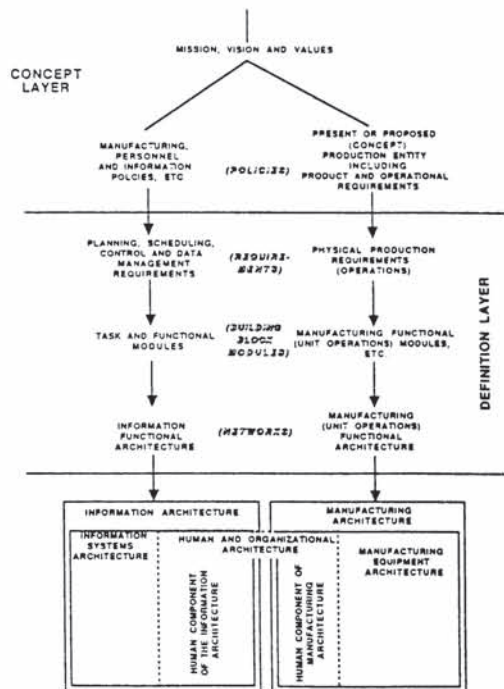 MISSION, VISION AND VALUES
CONCEPT
LAYER
MANUFACTURING,
PERSONNEL
AND INFORMATION
POLCIES, ETC
(POLICIES)
PRESENT OR PROPOSED
(CONCEPT)
PRODUCTION ENTITY
INCLUDING
PRODUCT AND OPERATIONAL
REQUIREMENTS
PLANNING, SCHEDULING,
CONTROL AND DATA
MANAGEMENT
REQUIREMENTS
(REQUIRE-
MENTS)
PHYSICAL PRODUCTION
REQUIREMENTS
(OPERATIONS)
TASK AND FUNCTIONAL
MODULES
(BUILDING
BLOCK
MODULES)
MANUFACTURING FUNCTIONAL
(UNIT OPERATIONS) MODULES,
ETC
DEFINITION LAYER
INFORMATION
FUNCTIONAL
ARCHITECTURE
(NETWORKS)
MANUFACTURING
(UNIT OPERATIONS)
FUNCTIONAL
ARCHITECTURE
INFORMATION ARCHITECTURE
MANUFACTURING
ARCHITECTURE
INFORMATION
SYSTEMS
ARCHITECTURE
HUMAN AND ORGANIZATIONAL
ARCHITECTURE
HUMAN COMPONENT
OF THE INFORMATION
ARCHITECTURE
HUMAN COMPONENT OF
MANUFACTURING
ARCHITECTURE
MANUFACTURING
EQUIPMENT
ARCHITECTURE